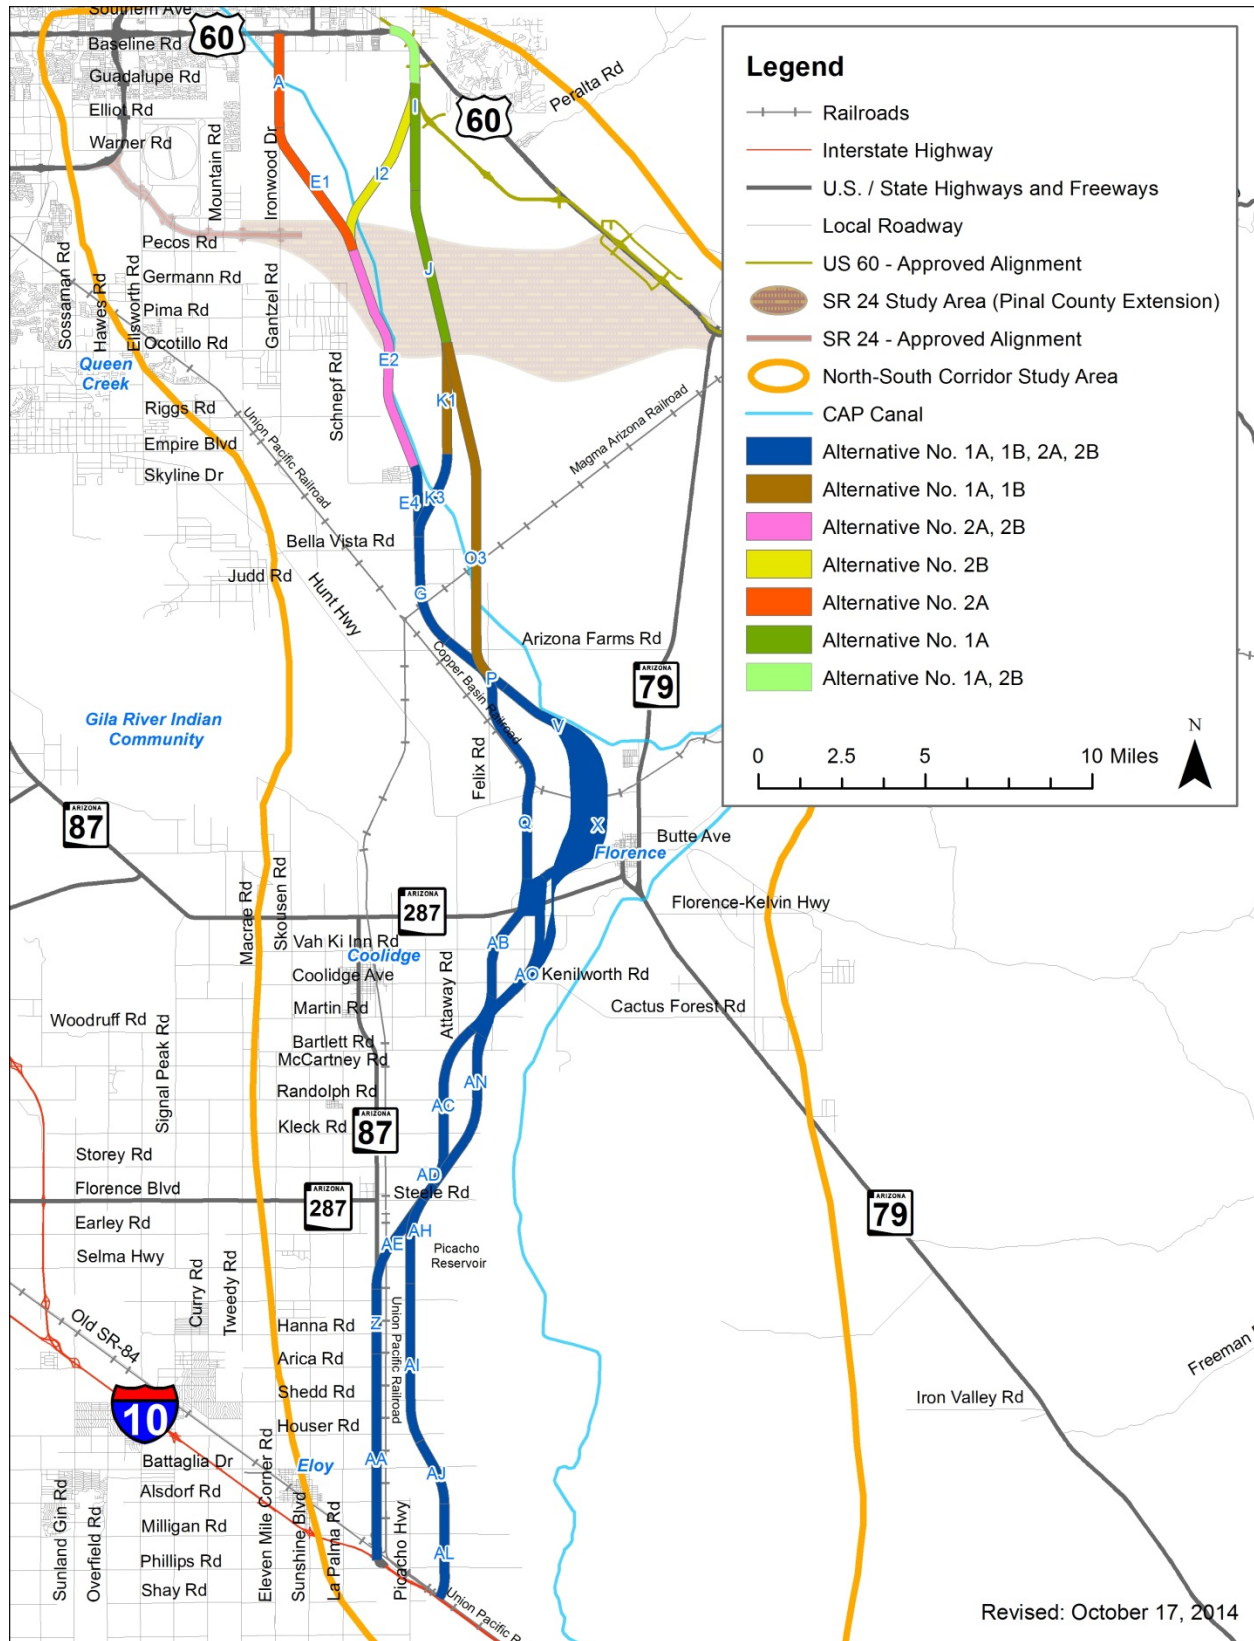 Southern Ave
Baseline Rd
60
Guadalupe Rd
Elliot Rd
Warner Rd
A
I
60
Peralta Rd
Mountain Rd
Ironwood Dr
E1
I2
Sossaman Rd
Hawes Rd
Ellsworth Rd
Pecos Rd
Germann Rd
Pima Rd
Ocotillo Rd
Gantzel Rd
J
Queen
Creek
Schnepf Rd
E2
Riggs Rd
Empire Blvd
Skyline Dr
Union Pacific Railroad
K1
Magma Arizona Railroad
E4
K3
Bella Vista Rd
O3
Judd Rd
Hunt Hwy
G
Arizona Farms Rd
Copper Basin Railroad
P
ARIZONA
79
Gila River Indian
Community
V
Felix Rd
ARIZONA
87
Q
X
Butte Ave
Florence
Macrae Rd
Skousen Rd
ARIZONA
287
Florence-Kelvin Hwy
Vah Ki Inn Rd
Coolidge
AB
Coolidge Ave
Attaway Rd
AO
Kenilworth Rd
Martin Rd
Cactus Forest Rd
Woodruff Rd
Signal Peak Rd
Bartlett Rd
McCartney Rd
Randolph Rd
AN
AC
Kleck Rd
ARIZONA
87
Storey Rd
AD
Florence Blvd
Steele Rd
ARIZONA
287
ARIZONA
79
Earley Rd
AH
AE
Selma Hwy
Picacho
Reservoir
Curry Rd
Tweedy Rd
Old SR-84
Hanna Rd
Z
Union Pacific Railroad
Arica Rd
AI
Shedd Rd
Freeman
10
Houser Rd
Iron Valley Rd
Battaglia Dr
Eloy
AA
AJ
Alsdorf Rd
Sunland Gin Rd
Overfield Rd
Eleven Mile Corner Rd
Sunshine Blvd
La Palma Rd
Picacho Hwy
Milligan Rd
Phillips Rd
AL
Shay Rd
Union Pacific
Legend
Railroads
Interstate Highway
U.S. / State Highways and Freeways
Local Roadway
US 60 - Approved Alignment
SR 24 Study Area (Pinal County Extension)
SR 24 - Approved Alignment
North-South Corridor Study Area
CAP Canal
Alternative No. 1A, 1B, 2A, 2B
Alternative No. 1A, 1B
Alternative No. 2A, 2B
Alternative No. 2B
Alternative No. 2A
Alternative No. 1A
Alternative No. 1A, 2B
N
0 2.5 5 10 Miles
Revised: October 17, 2014